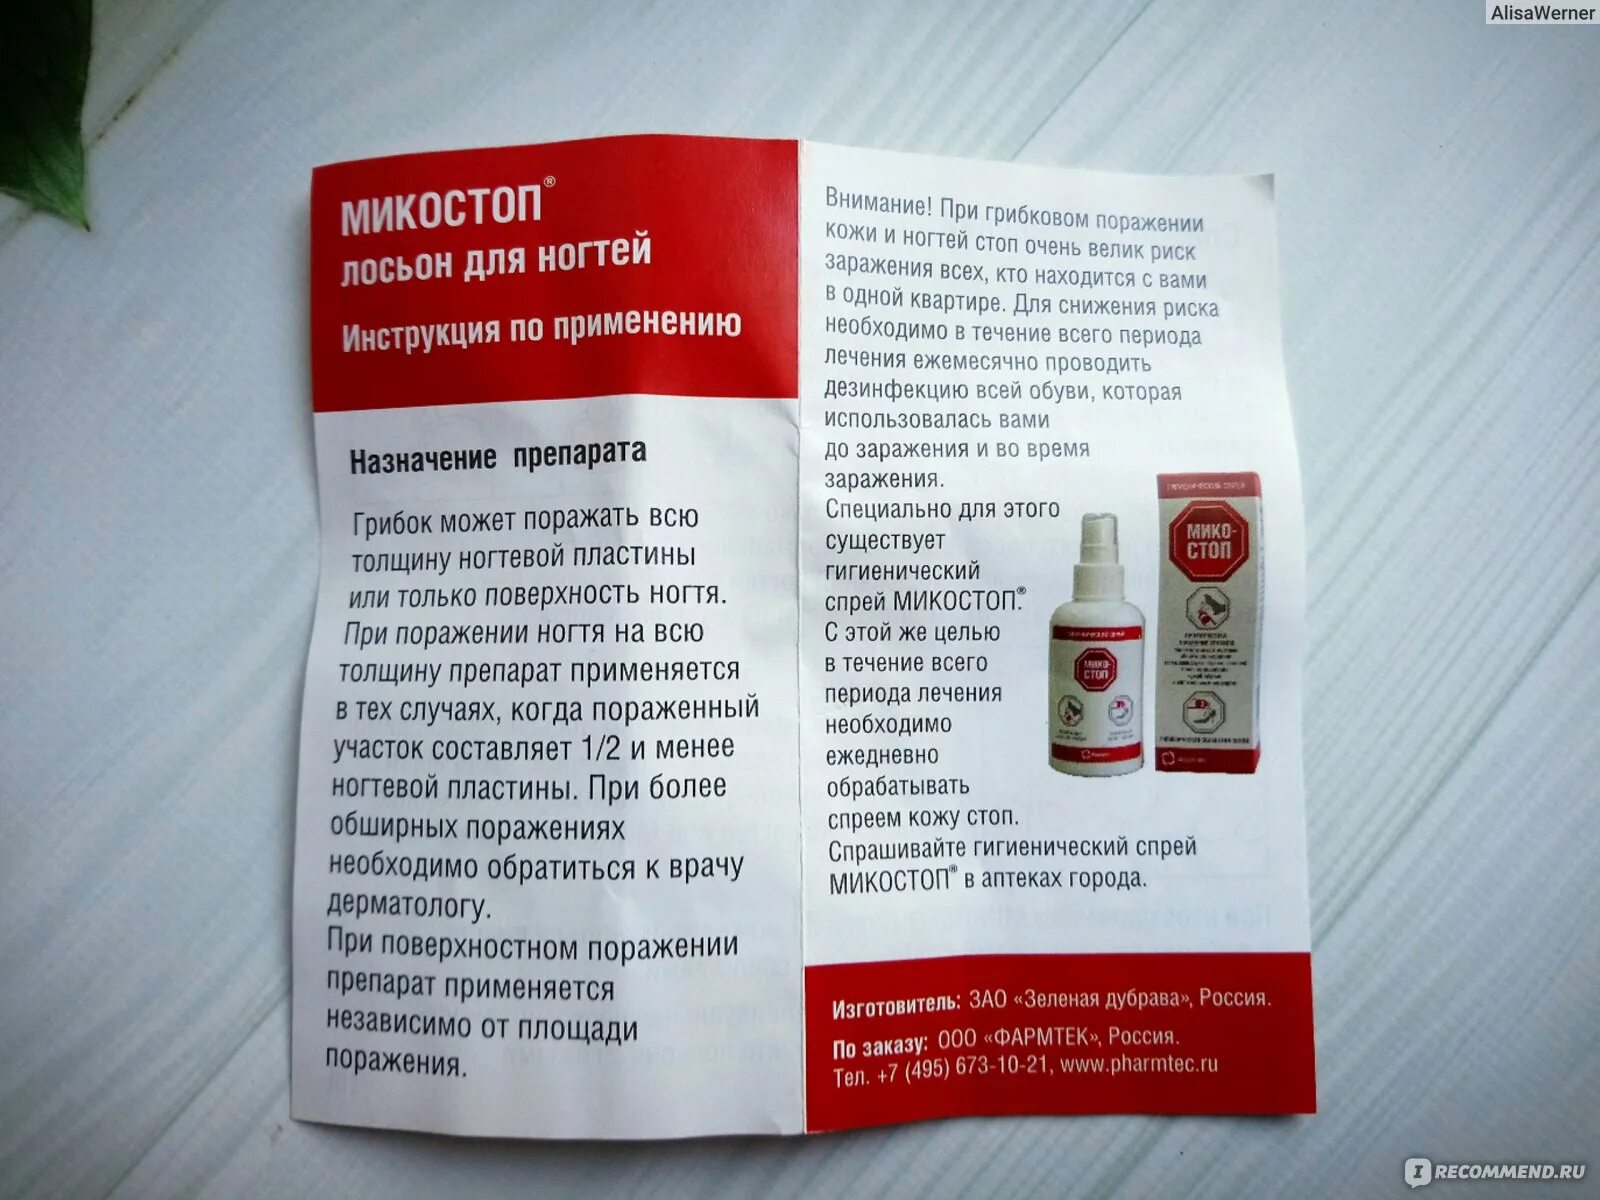 AlisaWerner
МИКОСТОП®
лосьон для ногтей
Инструкция по применению
Назначение препарата
Грибок может поражать всю
толщину ногтевой пластины
или только поверхность ногтя.
При поражении ногтя на всю
толщину препарат применяется
в тех случаях, когда пораженный
участок составляет 1/2 и менее
ногтевой пластины. При более
обширных поражениях
необходимо обратиться к врачу
дерматологу.
При поверхностном поражении
препарат применяется
независимо от площади
поражения.
Внимание! При грибковом поражении
кожи и ногтей стоп очень велик риск
заражения всех, кто находится с вами
в одной квартире. Для снижения риска
необходимо в течение всего периода
лечения ежемесячно проводить
дезинфекцию всей обуви, которая
использовалась вами
до заражения и во время
заражения.
Специально для этого
существует
гигиенический
спрей МИКОСТОП®.
С этой же целью
в течение всего
периода лечения
необходимо
ежедневно
обрабатывать
спреем кожу стоп.
Спрашивайте гигиенический спрей
МИКОСТОП® в аптеках города.
ГИГИЕНИЧЕСКИЙ СПРЕЙ
МИКО-
СТОП
МИКО-
СТОП
Изготовитель: ЗАО «Зеленая дубрава», Россия.
По заказу: ООО «ФАРМТЕК», Россия.
Тел. +7 (495) 673-10-21, www.pharmtec.ru
IRECOMMEND.RU